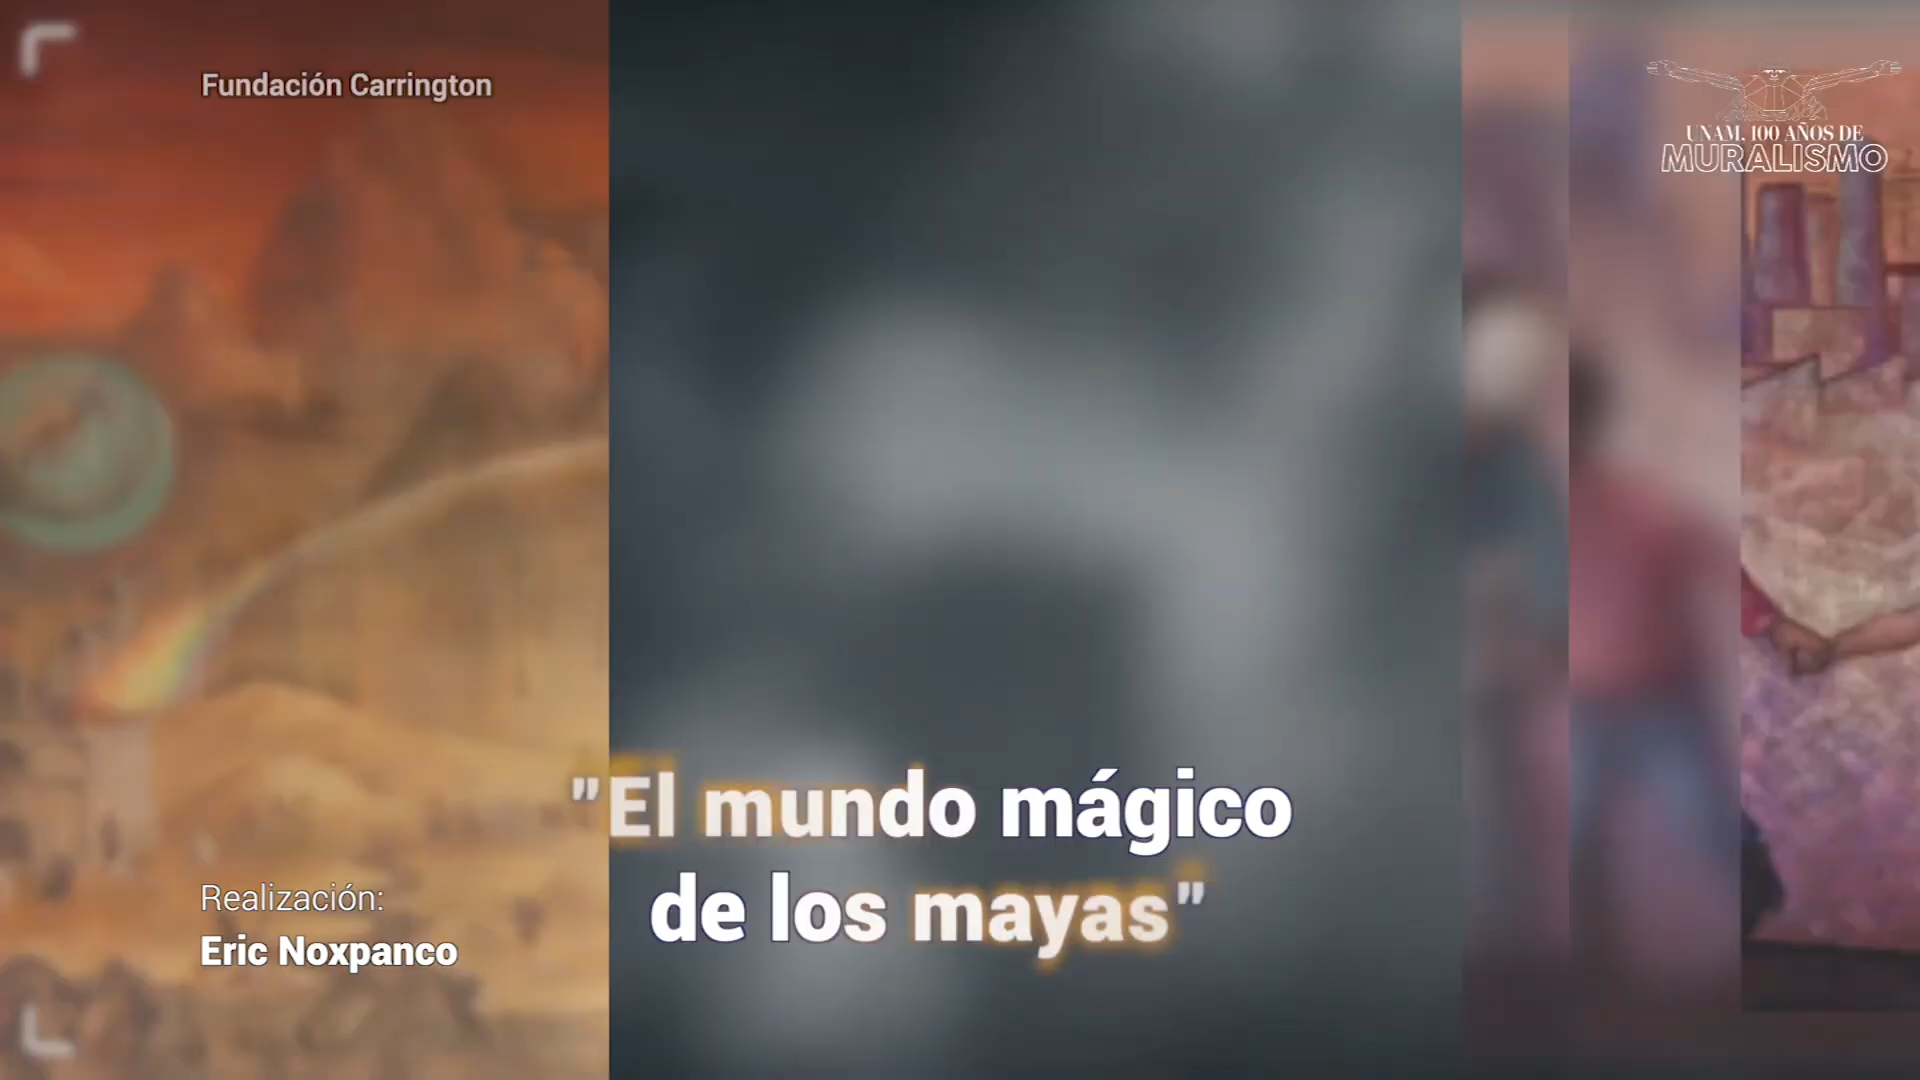 Fundación Carrington
UNAM, 100 AÑOS DE
MURALISMO
"El mundo mágico
de los mayas"
Realización:
Eric Noxpanco